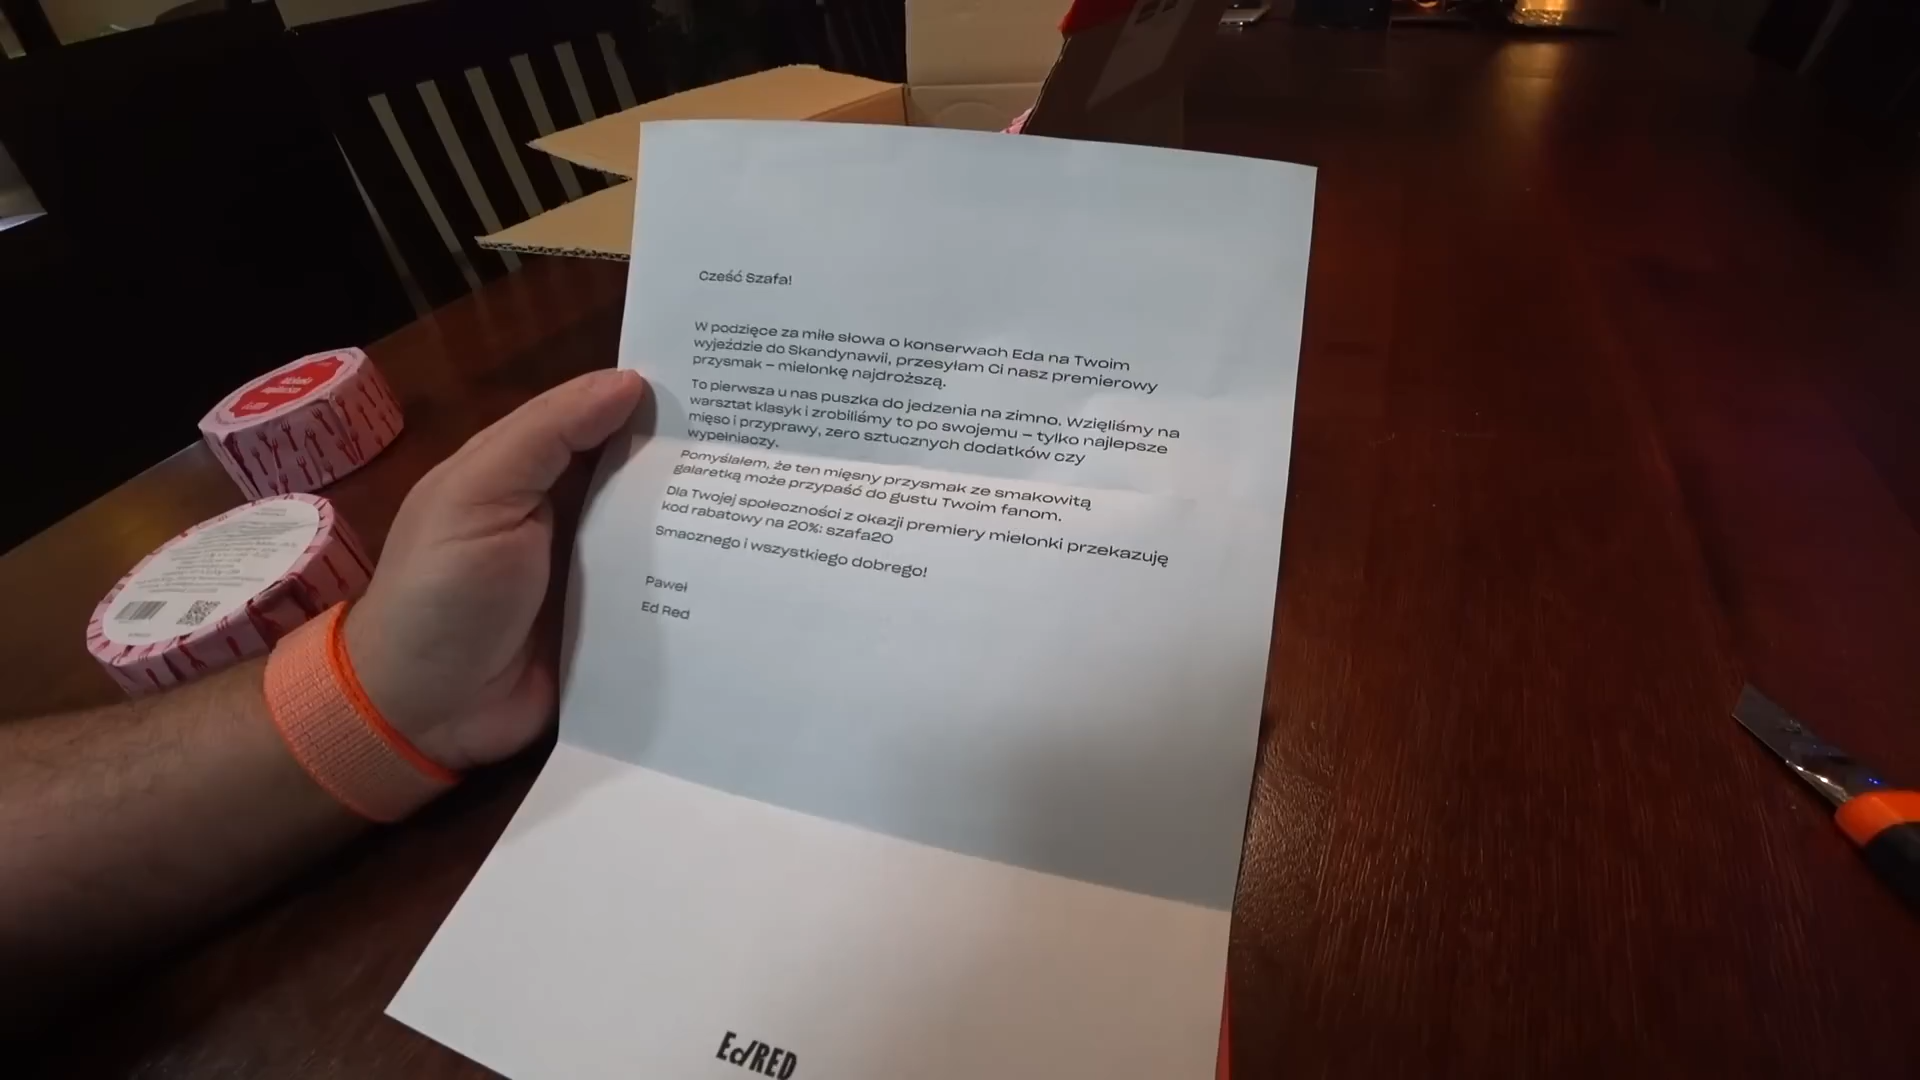 Cześć Szafa!
W podzięce za miłe słowa o konserwach Eda na Twoim
wyjeździe do Skandynawii, przesyłam Ci nasz premierowy
przysmak – mielonkę najdroższą.
To pierwsza u nas puszka do jedzenia na zimno. Wzięliśmy na
warsztat klasyk i zrobiliśmy to po swojemu – tylko najlepsze
mięso i przyprawy, zero sztucznych dodatków czy
wypełniaczy.
Pomyślałem, że ten mięsny przysmak ze smakowitą
galaretką może przypaść do gustu Twoim fanom.
Dla Twojej społeczności z okazji premiery mielonki przekazuję
kod rabatowy na 20%: szafa20
Smacznego i wszystkiego dobrego!
Paweł
Ed Red
EdRED